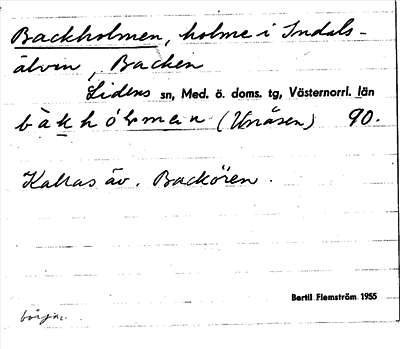 Backholmen, holme i Indals-
älven, Backen
Lidens sn, Med. ö. doms. tg, Västernorrl. län
(Unåsen) 90.
Kallas äv. Backören.
Bertil Flemström 1955